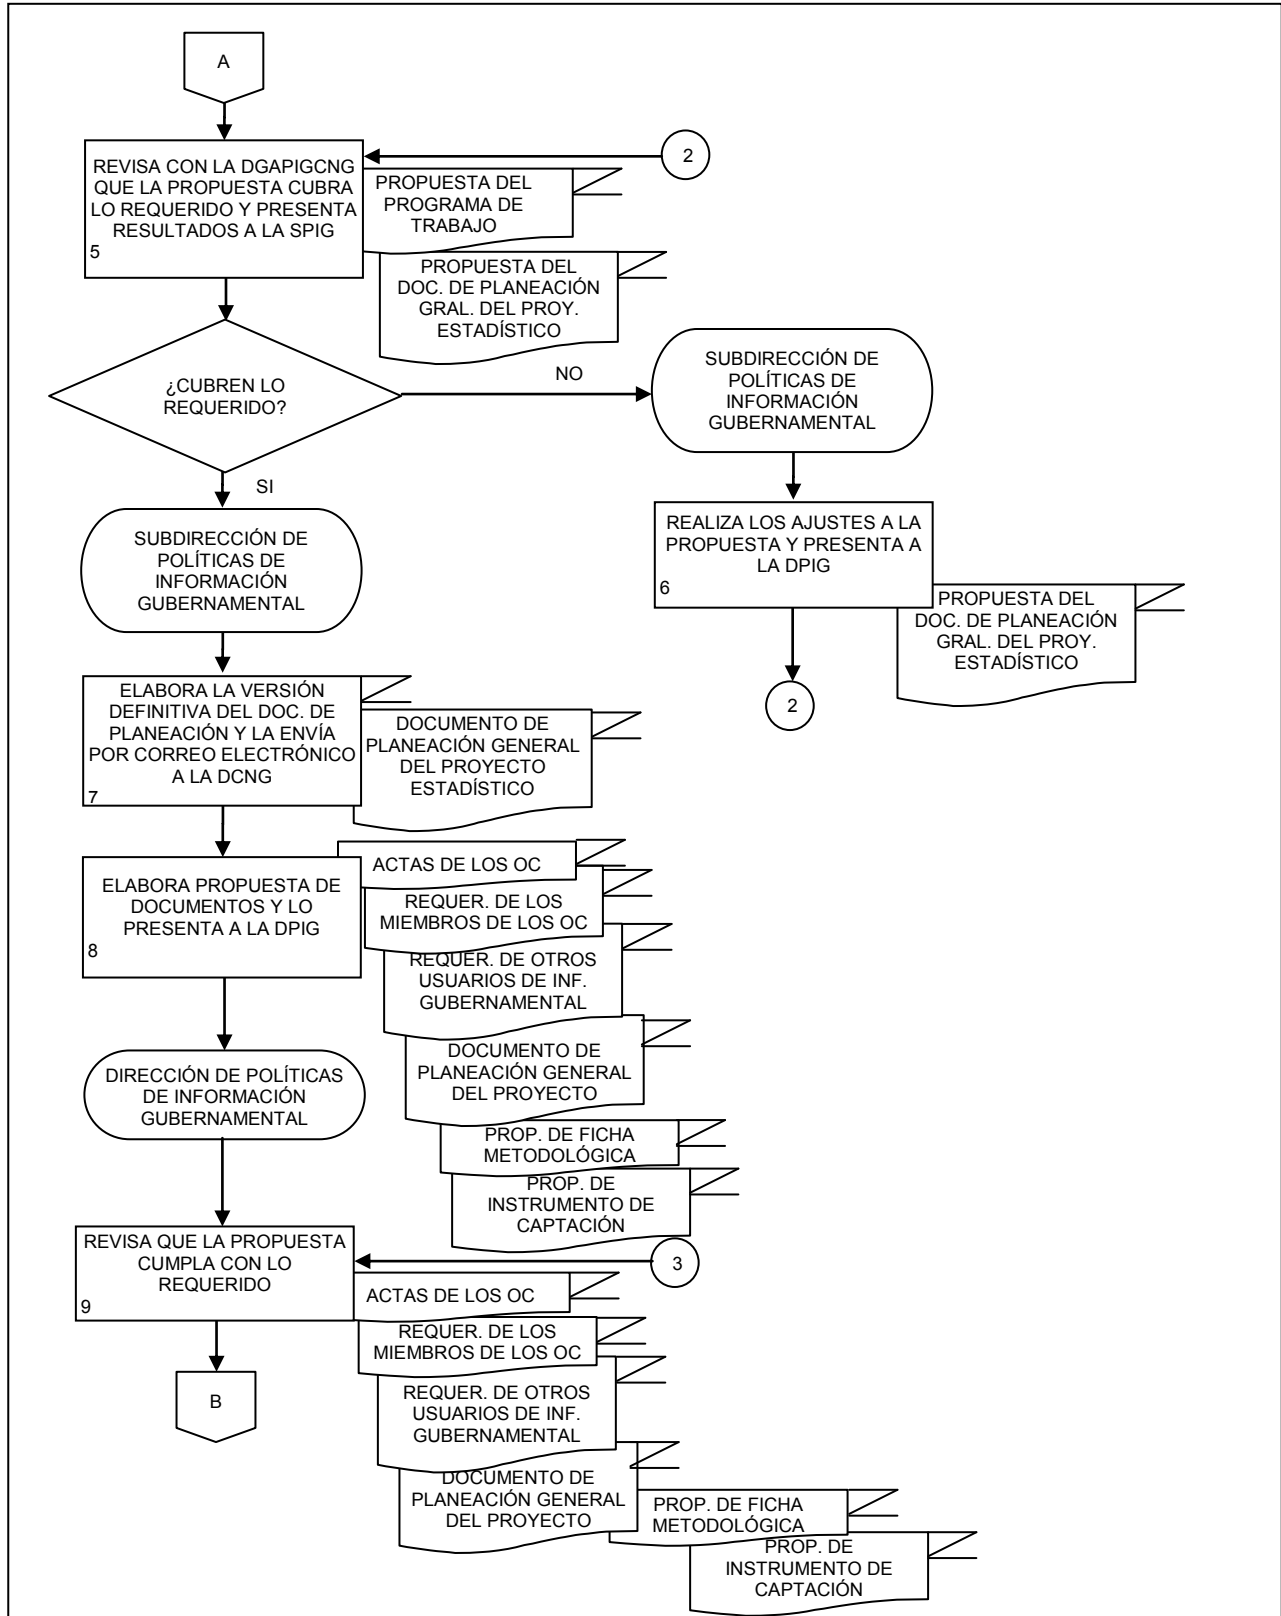 A
2
REVISA CON LA DGAPIGCNG
QUE LA PROPUESTA CUBRA
LO REQUERIDO Y PRESENTA
RESULTADOS A LA SPIG
5
PROPUESTA DEL
PROGRAMA DE
TRABAJO
PROPUESTA DEL
DOC. DE PLANEACIÓN
GRAL. DEL PROY.
ESTADÍSTICO
¿CUBREN LO
REQUERIDO?
NO
SUBDIRECCIÓN DE
POLÍTICAS DE
INFORMACIÓN
GUBERNAMENTAL
REALIZA LOS AJUSTES A LA
PROPUESTA Y PRESENTA A
LA DPIG
6
PROPUESTA DEL
DOC. DE PLANEACIÓN
GRAL. DEL PROY.
ESTADÍSTICO
2
SI
SUBDIRECCIÓN DE
POLÍTICAS DE
INFORMACIÓN
GUBERNAMENTAL
ELABORA LA VERSIÓN
DEFINITIVA DEL DOC. DE
PLANEACIÓN Y LA ENVÍA
POR CORREO ELECTRÓNICO
A LA DCNG
7
DOCUMENTO DE
PLANEACIÓN GENERAL
DEL PROYECTO
ESTADÍSTICO
ELABORA PROPUESTA DE
DOCUMENTOS Y LO
PRESENTA A LA DPIG
8
ACTAS DE LOS OC
REQUER. DE LOS
MIEMBROS DE LOS OC
REQUER. DE OTROS
USUARIOS DE INF.
GUBERNAMENTAL
DOCUMENTO DE
PLANEACIÓN GENERAL
DEL PROYECTO
PROP. DE FICHA
METODOLÓGICA
PROP. DE
INSTRUMENTO DE
CAPTACIÓN
DIRECCIÓN DE POLÍTICAS
DE INFORMACIÓN
GUBERNAMENTAL
REVISA QUE LA PROPUESTA
CUMPLA CON LO
REQUERIDO
9
3
ACTAS DE LOS OC
REQUER. DE LOS
MIEMBROS DE LOS OC
REQUER. DE OTROS
USUARIOS DE INF.
GUBERNAMENTAL
DOCUMENTO DE
PLANEACIÓN GENERAL
DEL PROYECTO
PROP. DE FICHA
METODOLÓGICA
PROP. DE
INSTRUMENTO DE
CAPTACIÓN
B